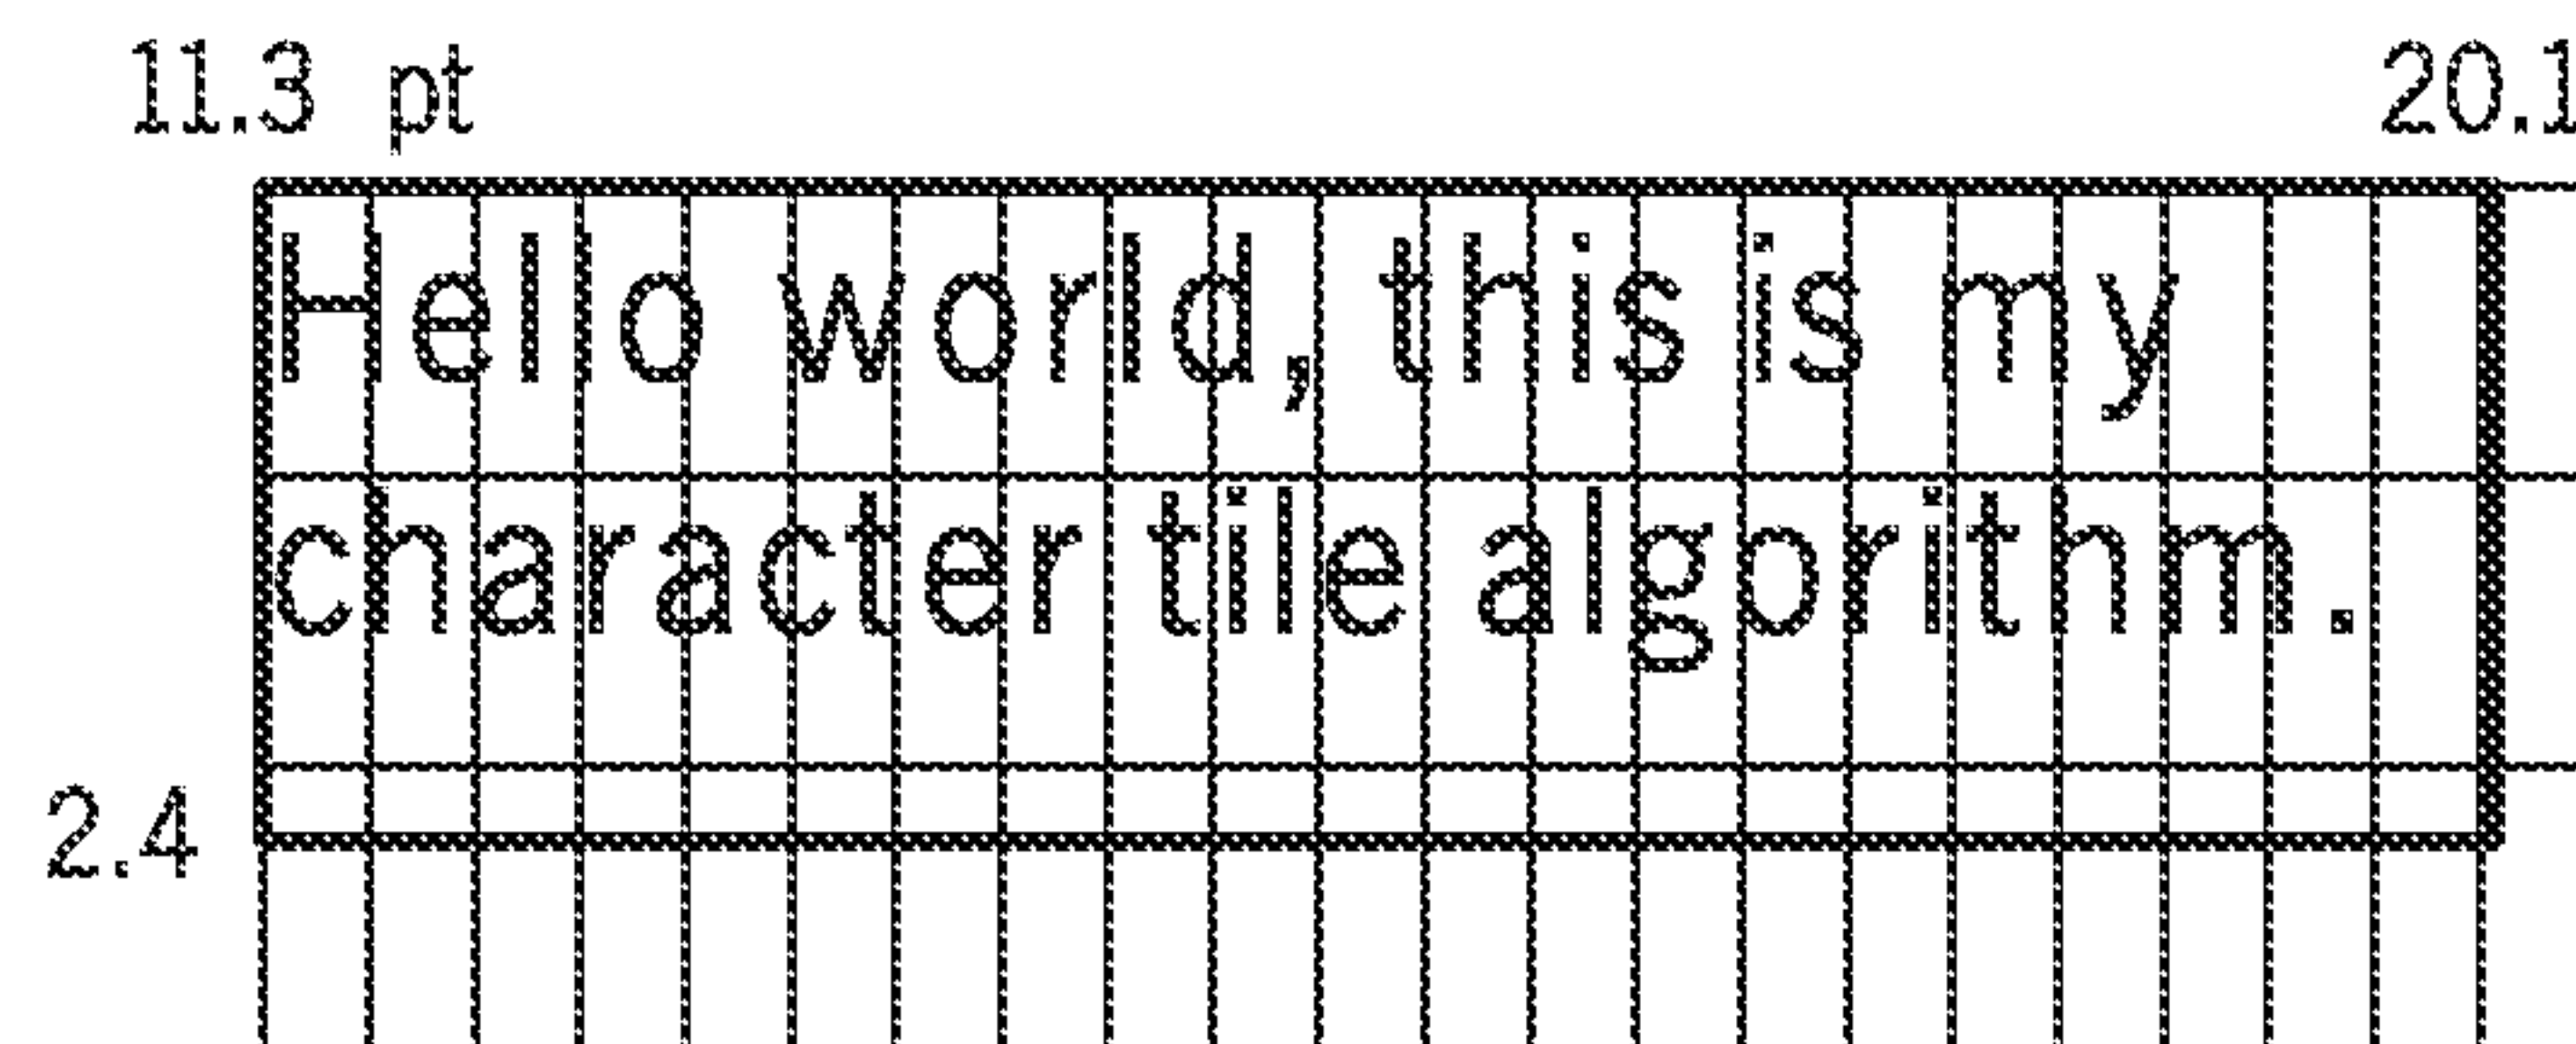 11.3 pt 20.1
Hello world, this is my
character tile algorithm.
2.4